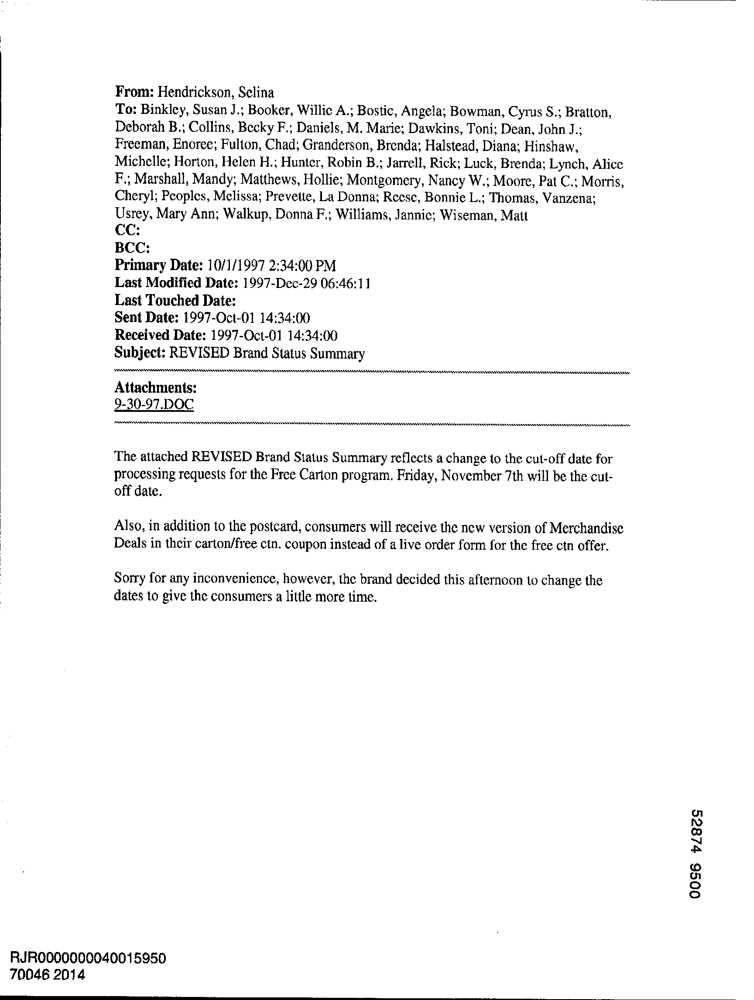 From: Hendrickson, Selina
To: Binkley, Susan J.; Booker, Willie A.; Bostic, Angela; Bowman, Cyrus S.; Bratton,
Deborah B.; Collins, Becky F.; Daniels, M. Marie; Dawkins, Toni; Dean, John J.;
Freeman, Enoree; Fulton, Chad; Granderson, Brenda; Halstead, Diana; Hinshaw,
Michelle; Horton, Helen H.; Hunter, Robin B.; Jarrell, Rick; Luck, Brenda; Lynch, Alice
F.; Marshall, Mandy; Matthews, Hollie; Montgomery, Nancy W.; Moore, Pat C.; Morris,
Cheryl; Peoples, Melissa; Prevette, La Donna; Reese, Bonnie L.; Thomas, Vanzena;
Usrey, Mary Ann; Walkup, Donna F.; Williams, Jannie; Wiseman, Matt
CC:
BCC:
Primary Date: 10/1/1997 2:34:00 PM
Last Modified Date: 1997-Dec-29 06:46:11
Last Touched Date:
Sent Date: 1997-Oct-01 14:34:00
Received Date: 1997-Oct-01 14:34:00
Subject: REVISED Brand Status Summary
Attachments:
9-30-97.DOC
The attached REVISED Brand Status Summary reflects a change to the cut-off date for
processing requests for the Free Carton program. Friday, November 7th will be the cut-
off date.
Also, in addition to the postcard, consumers will receive the new version of Merchandise
Deals in their carton/free ctn. coupon instead of a live order form for the free ctn offer.
Sorry for any inconvenience, however, the brand decided this afternoon to change the
dates to give the consumers a little more time.
52874 9500
RJR0000000040015950
70046 2014